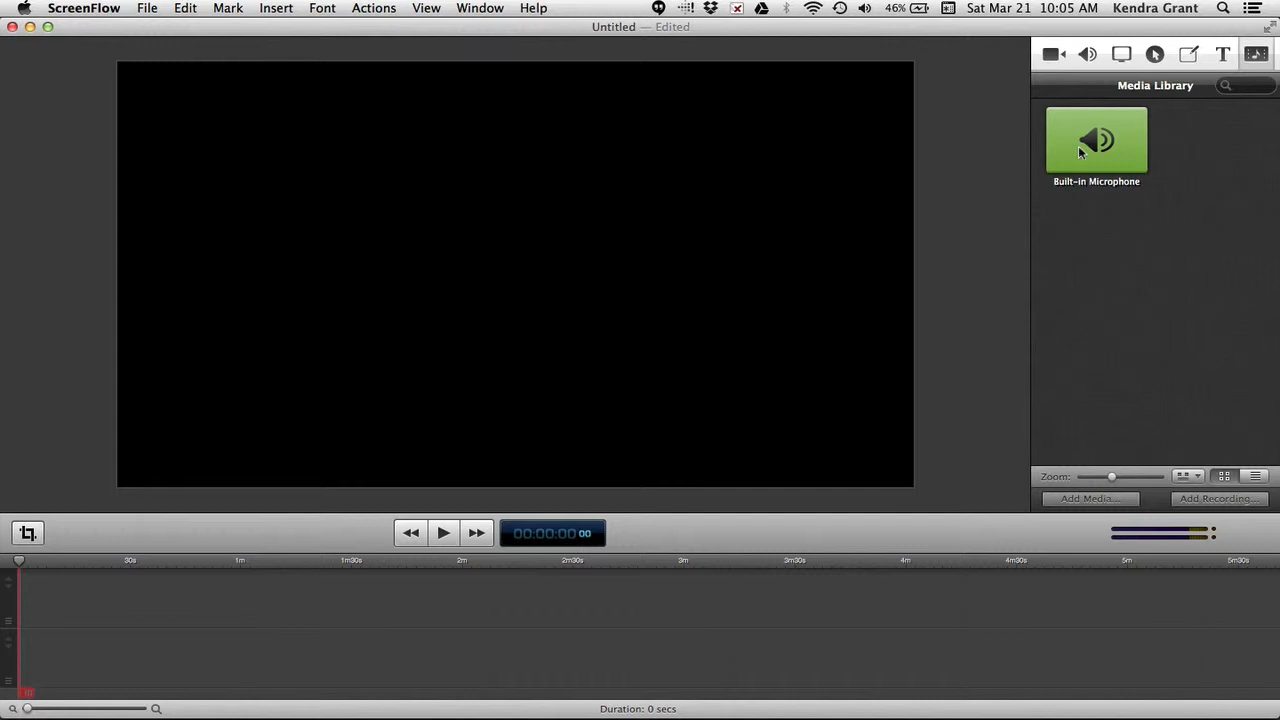 ScreenFlow File Edit Mark Insert Font Actions View Window Help 46% Sat Mar 21 10:05 AM Kendra Grant
Untitled — Edited
T
Media Library
Built-in Microphone
Zoom:
Add Media... Add Recording...
00:00:00 00
30s 1m 1m30s 2m 2m30s 3m 3m30s 4m 4m30s 5m 5m30s
Duration: 0 secs